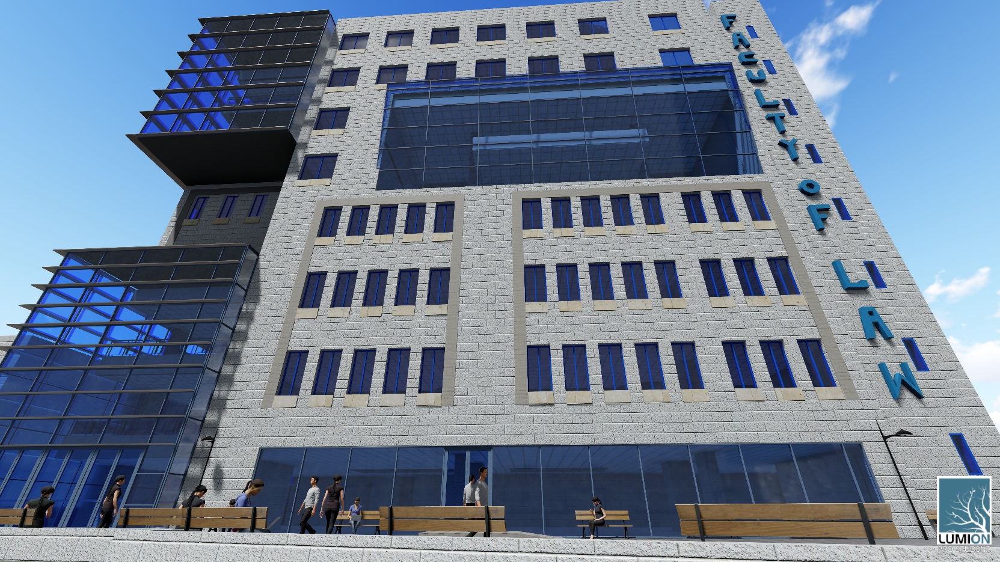 FACULTY OF LAW
LUMION
PRO STUDENT